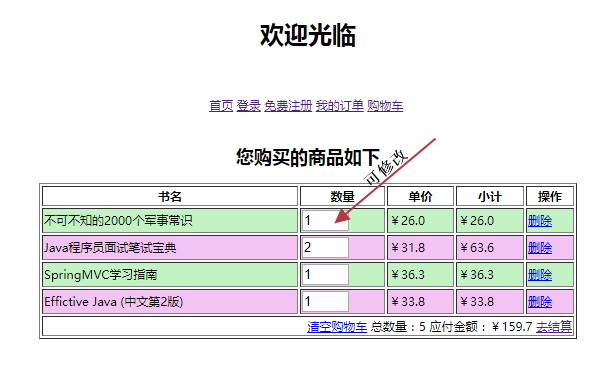 欢迎光临
首页 登录 免费注册 我的订单 购物车
您购买的商品如下
可修改
书名 数量 单价 小计 操作
不可不知的2000个军事常识 1 ￥26.0 ￥26.0 删除
Java程序员面试笔试宝典 2 ￥31.8 ￥63.6 删除
SpringMVC学习指南 1 ￥36.3 ￥36.3 删除
Effictive Java (中文第2版) 1 ￥33.8 ￥33.8 删除
清空购物车 总数量：5 应付金额：￥159.7 去结算